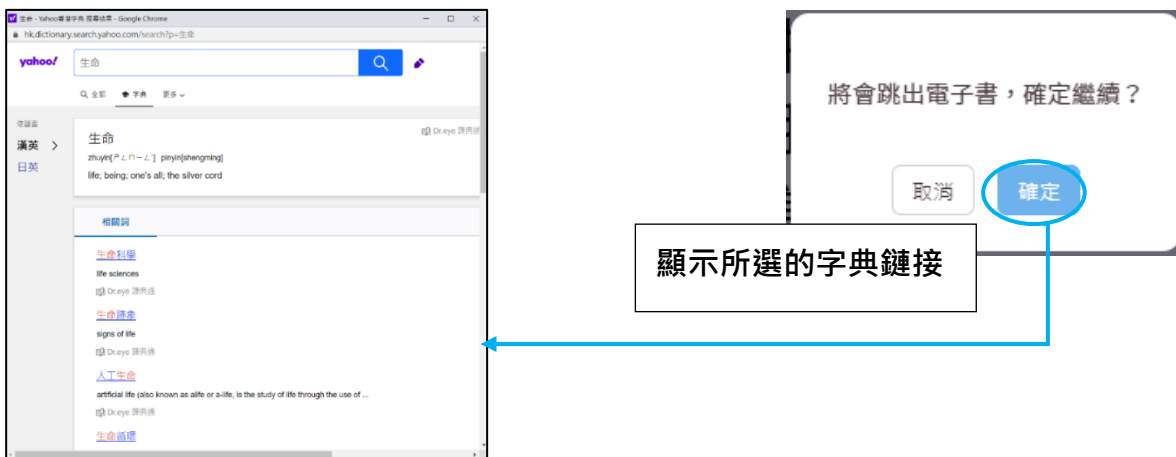 生命 - Yahoo香港字典 搜尋結果 - Google Chrome
hk.dictionary.search.yahoo.com/search?p=生命
yahoo!
生命
全部 字典 更多
依語言
漢英
日英
生命
Dr.eye 譯典通
zhuyin[ㄕㄥㄇㄧㄥˋ] pinyin[shengming]
life; being; one's all; the silver cord
相關詞
生命科學
life sciences
Dr.eye 譯典通
生命跡象
signs of life
Dr.eye 譯典通
人工生命
artificial life (also known as alife or a-life, is the study of life through the use of ...
Dr.eye 譯典通
生命循環
將會跳出電子書，確定繼續？
取消 確定
顯示所選的字典鏈接